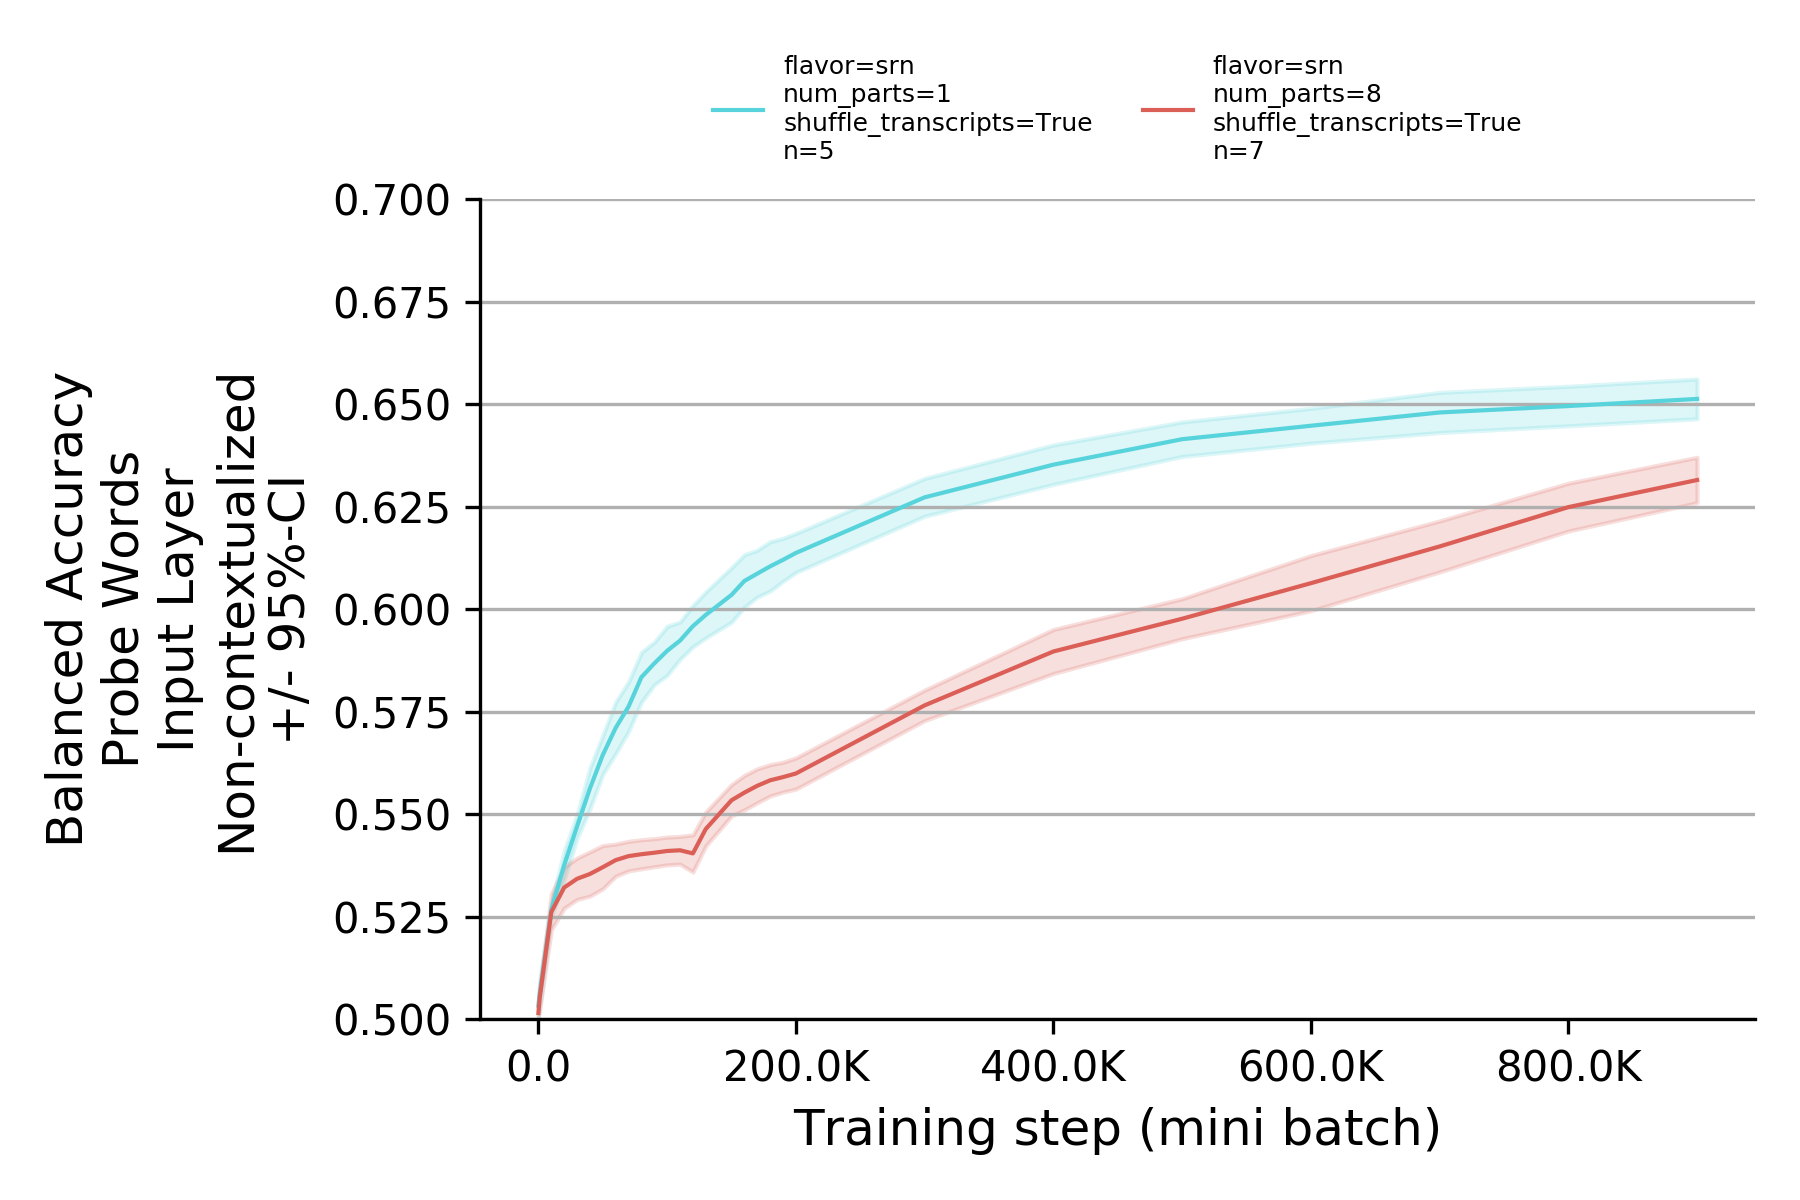 flavor=srn
num_parts=1
shuffle_transcripts=True
n=5
flavor=srn
num_parts=8
shuffle_transcripts=True
n=7
Balanced Accuracy
Probe Words
Input Layer
Non-contextualized
+/- 95%-CI
0.700
0.675
0.650
0.625
0.600
0.575
0.550
0.525
0.500
0.0
200.0K
400.0K
600.0K
800.0K
Training step (mini batch)